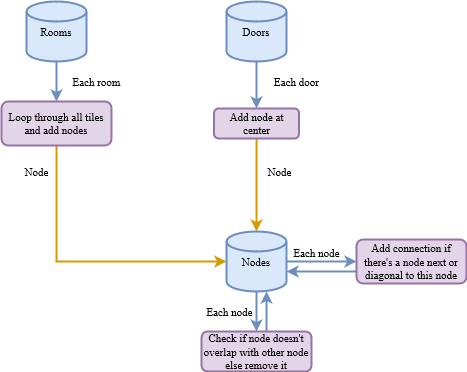 Rooms
Doors
Each room
Each door
Loop through all tiles
and add nodes
Add node at
center
Node
Node
Nodes
Each node
Add connection if
there's a node next or
diagonal to this node
Each node
Check if node doesn't
overlap with other node
else remove it